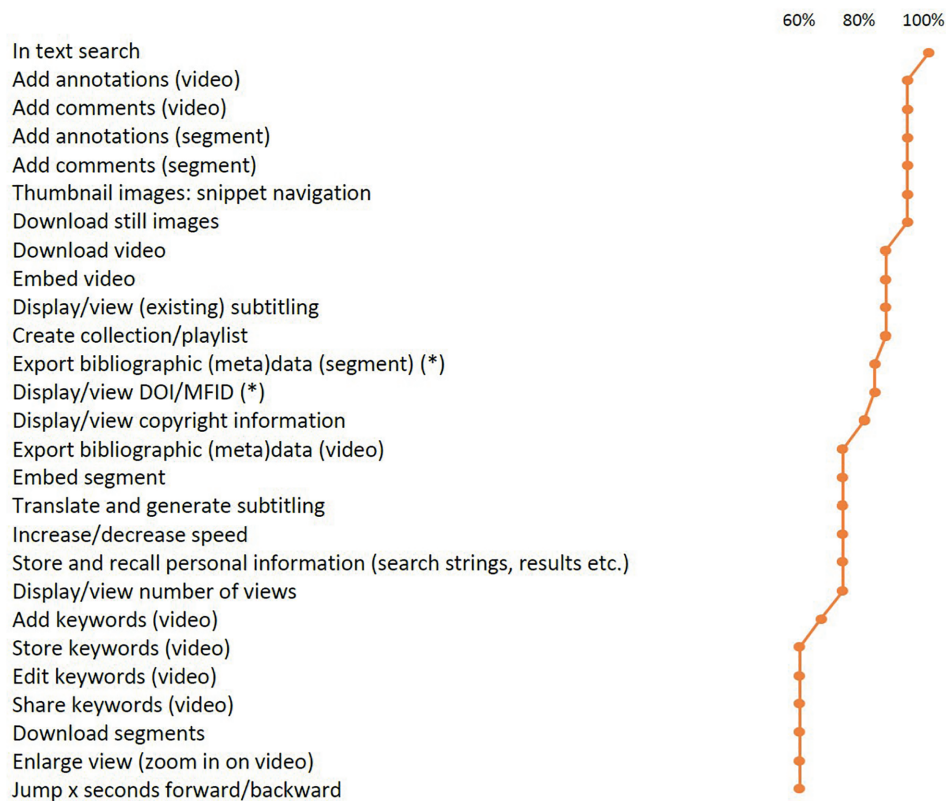 60% 80% 100%
In text search
Add annotations (video)
Add comments (video)
Add annotations (segment)
Add comments (segment)
Thumbnail images: snippet navigation
Download still images
Download video
Embed video
Display/view (existing) subtitling
Create collection/playlist
Export bibliographic (meta)data (segment) (*)
Display/view DOI/MFID (*)
Display/view copyright information
Export bibliographic (meta)data (video)
Embed segment
Translate and generate subtitling
Increase/decrease speed
Store and recall personal information (search strings, results etc.)
Display/view number of views
Add keywords (video)
Store keywords (video)
Edit keywords (video)
Share keywords (video)
Download segments
Enlarge view (zoom in on video)
Jump x seconds forward/backward